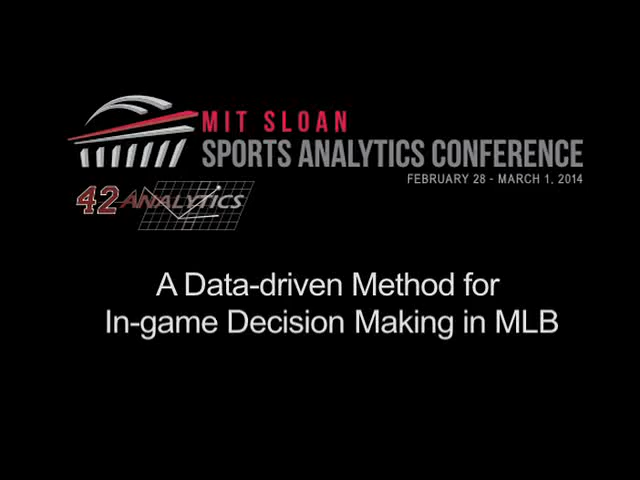 MIT SLOAN
SPORTS ANALYTICS CONFERENCE
FEBRUARY 28 - MARCH 1, 2014
42 ANALYTICS
A Data-driven Method for
In-game Decision Making in MLB